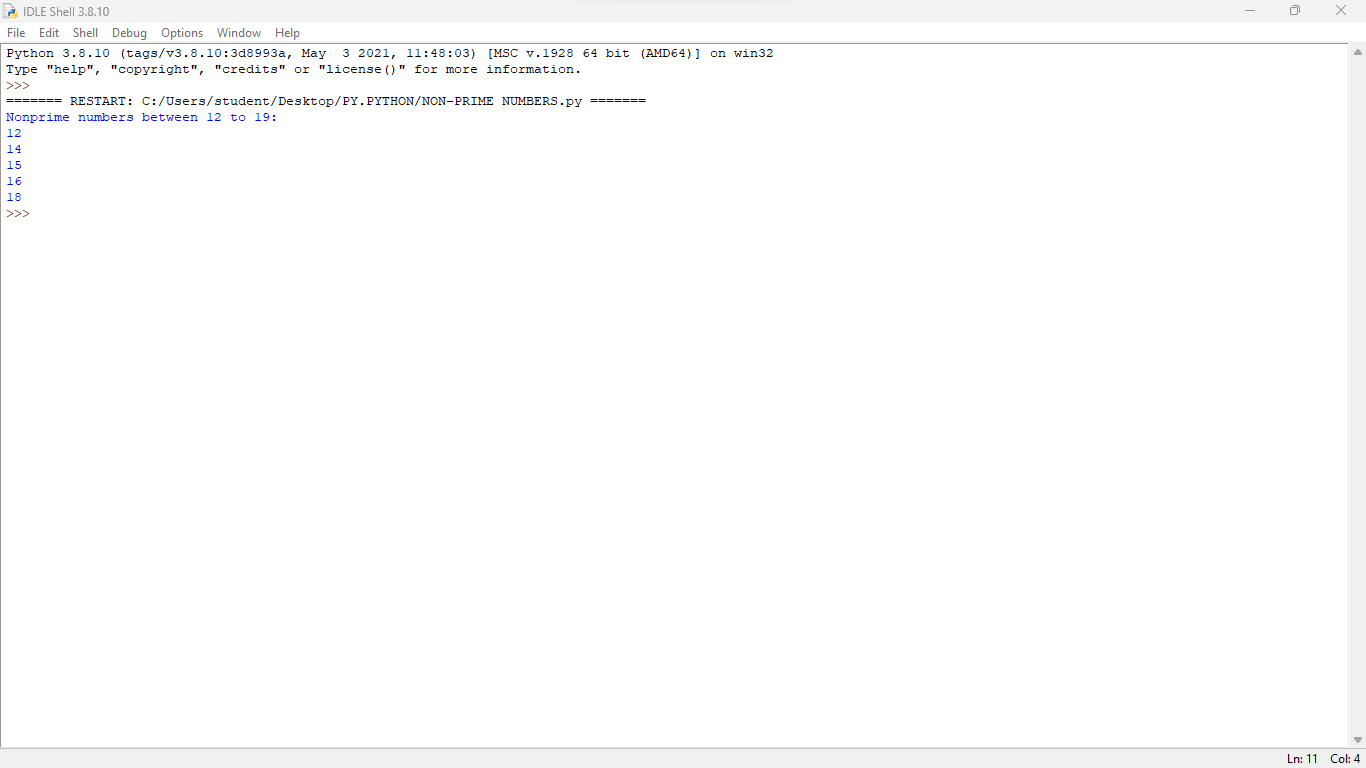 IDLE Shell 3.8.10
File Edit Shell Debug Options Window Help
Python 3.8.10 (tags/v3.8.10:3d8993a, May  3 2021, 11:48:03) [MSC v.1928 64 bit (AMD64)] on win32
Type "help", "copyright", "credits" or "license()" for more information.
>>>
======= RESTART: C:/Users/student/Desktop/PY.PYTHON/NON-PRIME NUMBERS.py =======
Nonprime numbers between 12 to 19:
12
14
15
16
18
>>>
Ln: 11 Col: 4